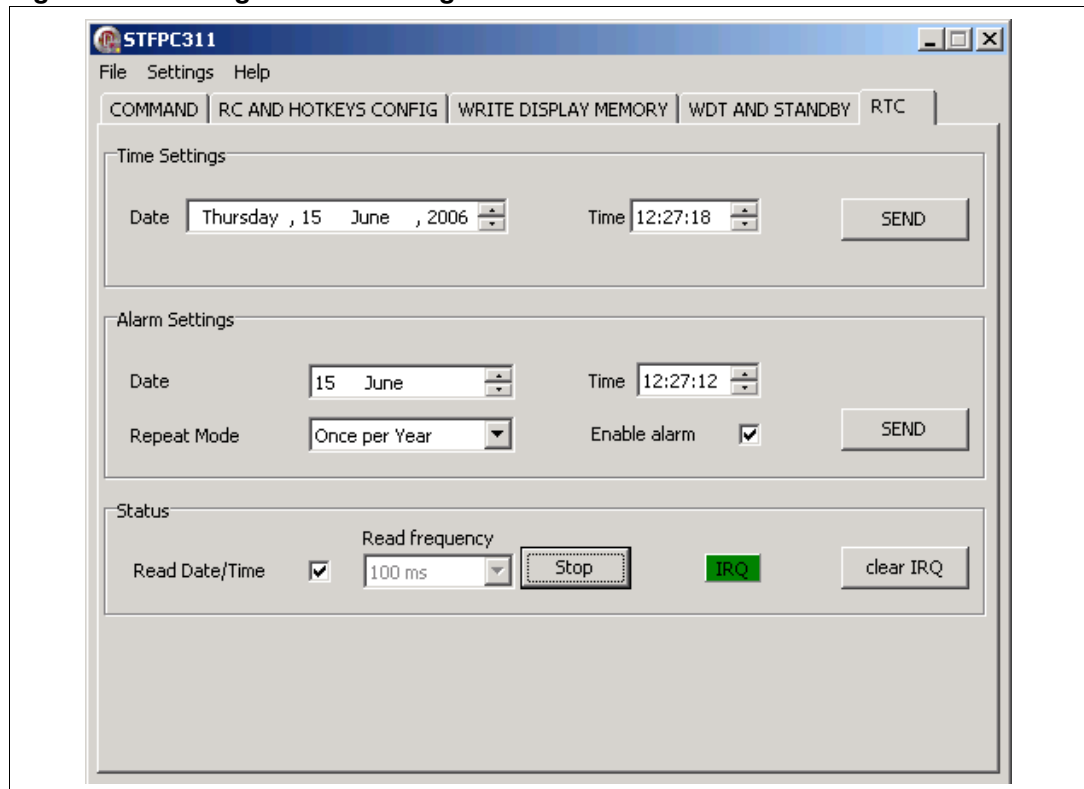 STFPC311
File Settings Help
COMMAND RC AND HOTKEYS CONFIG WRITE DISPLAY MEMORY WDT AND STANDBY RTC
Time Settings
Date Thursday , 15 June , 2006 Time 12:27:18 SEND
Alarm Settings
Date 15 June Time 12:27:12
Repeat Mode Once per Year Enable alarm SEND
Status
Read frequency
Read Date/Time 100 ms Stop IRQ clear IRQ